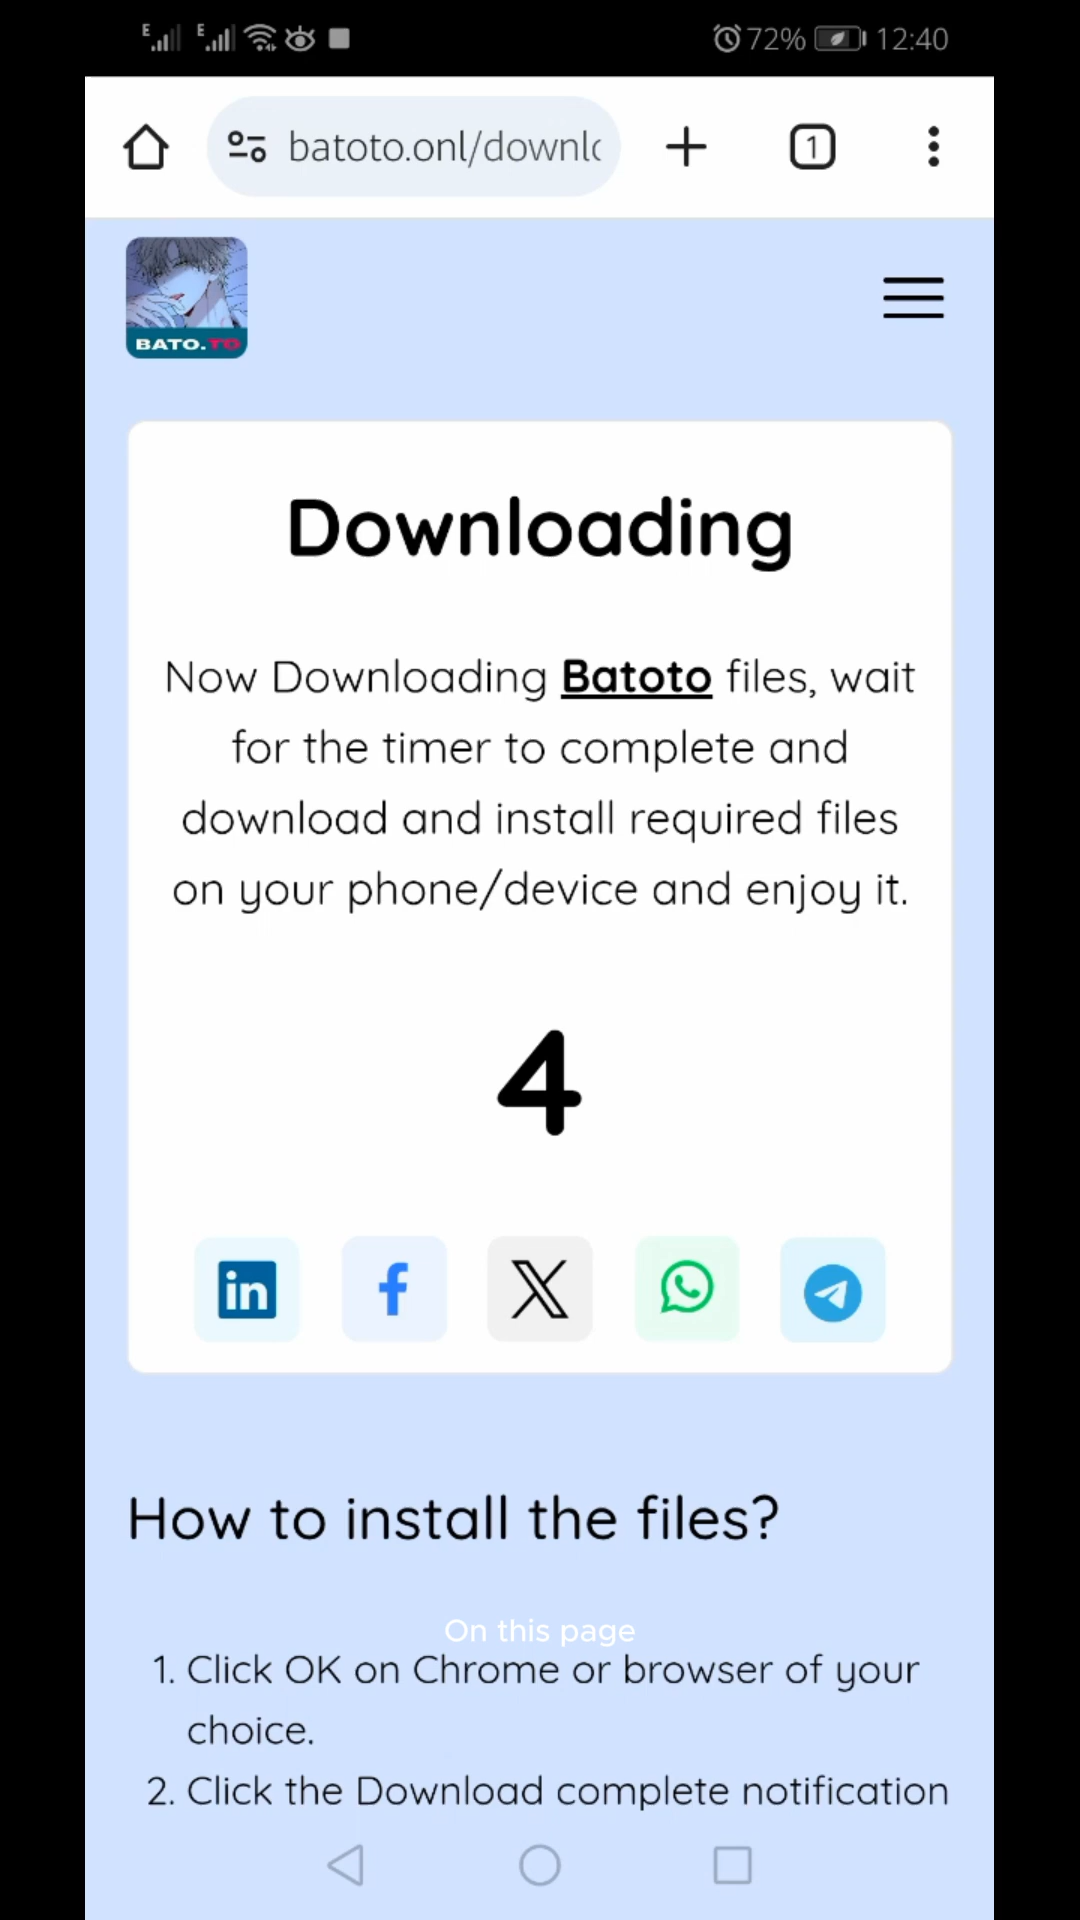 E E 72% 12:40
batoto.onl/downlo
1
BATO.TO
Downloading
Now Downloading Batoto files, wait
for the timer to complete and
download and install required files
on your phone/device and enjoy it.
4
in f X
How to install the files?
On this page
1. Click OK on Chrome or browser of your
choice.
2. Click the Download complete notification